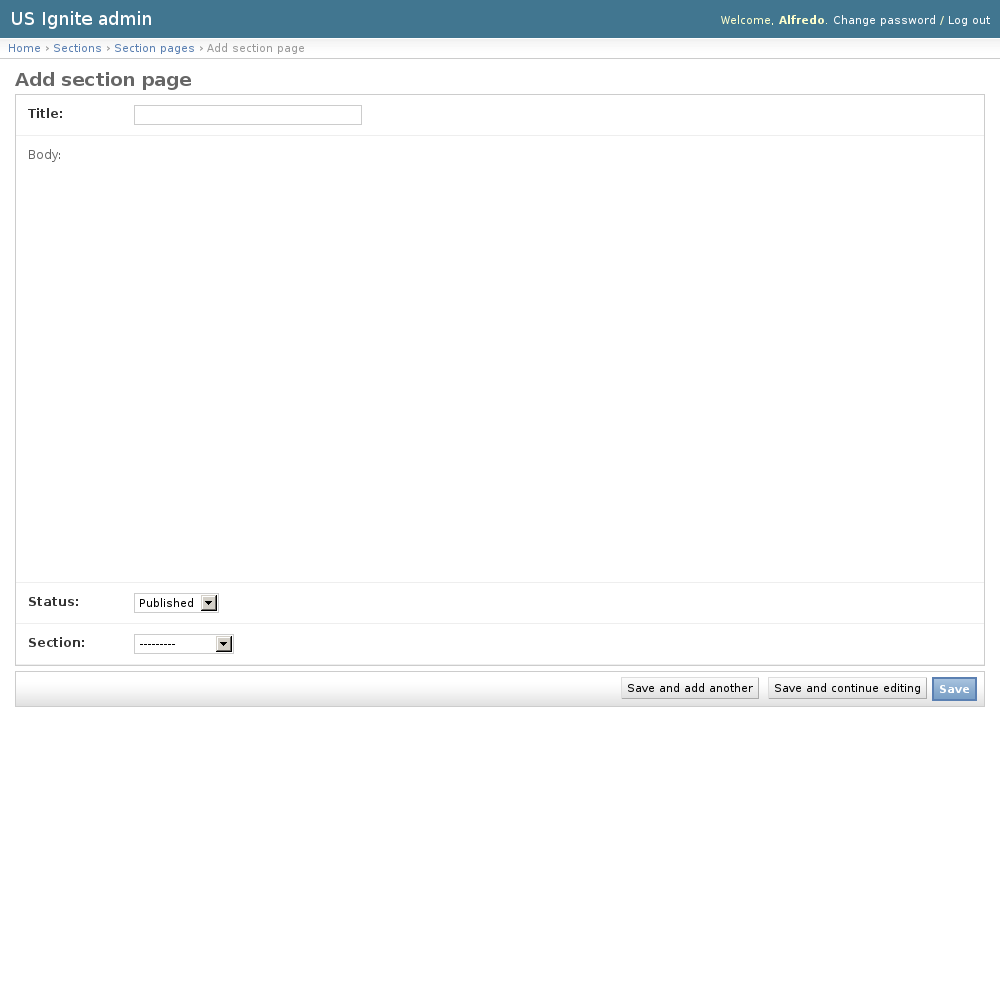 US Ignite admin
Welcome, Alfredo. Change password / Log out
Home › Sections › Section pages › Add section page
Add section page
Title:
Body:
Status: Published
Section: ---------
Save and add another Save and continue editing Save